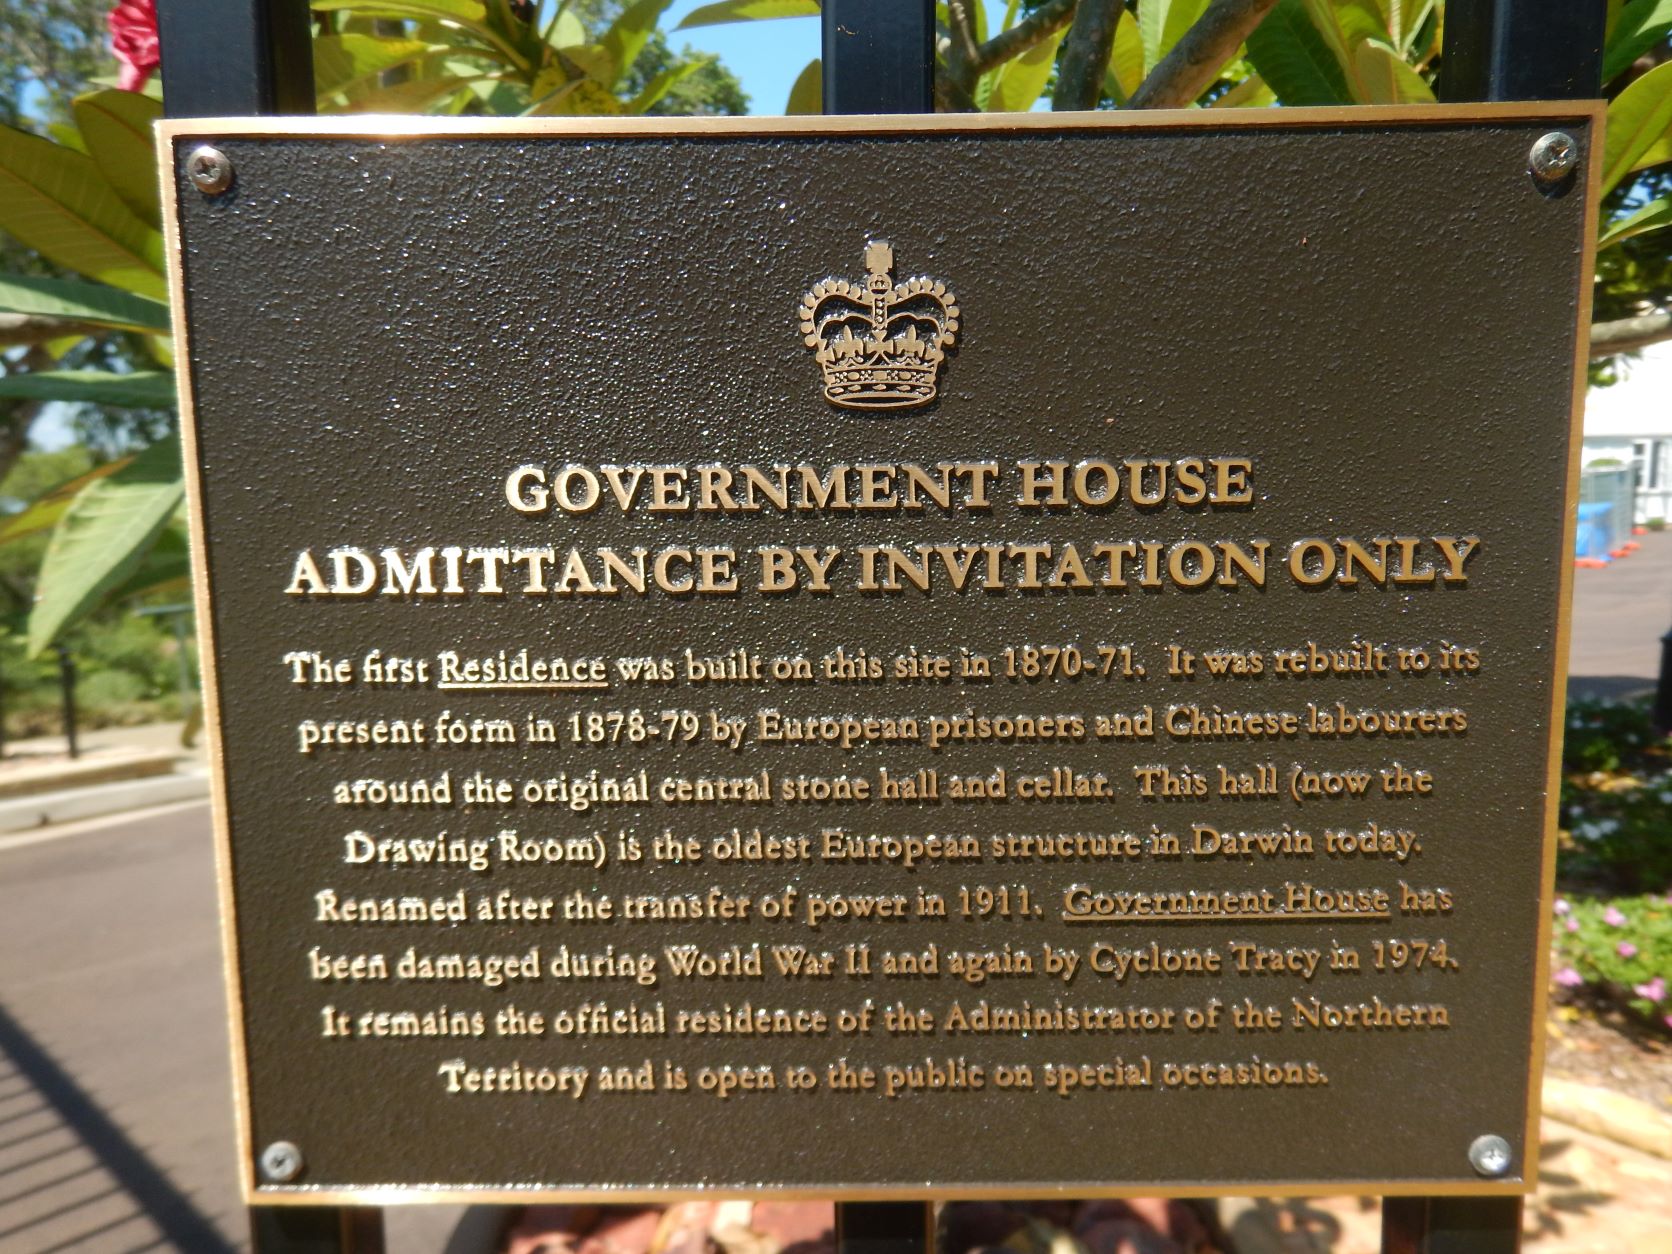 GOVERNMENT HOUSE
ADMITTANCE BY INVITATION ONLY
The first Residence was built on this site in 1870-71. It was rebuilt to its
present form in 1878-79 by European prisoners and Chinese labourers
around the original central stone hall and cellar. This hall (now the
Drawing Room) is the oldest European structure in Darwin today.
Renamed after the transfer of power in 1911. Government House has
been damaged during World War II and again by Cyclone Tracy in 1974.
It remains the official residence of the Administrator of the Northern
Territory and is open to the public on special occasions.